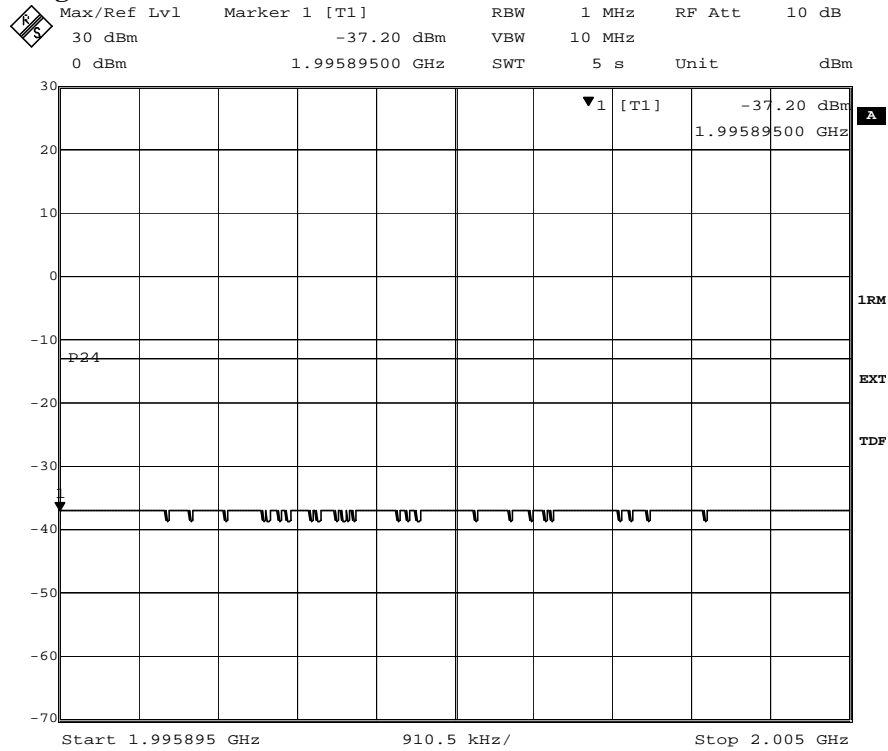 Max/Ref Lvl Marker 1 [T1] RBW 1 MHz RF Att 10 dB
30 dBm -37.20 dBm VBW 10 MHz
0 dBm 1.99589500 GHz SWT 5 s Unit dBm
R
S
30
1 [T1] -37.20 dBm
A
1.99589500 GHz
20
10
0
1RM
-10
P24
EXT
-20
TDF
-30
1
-40
-50
-60
-70
Start 1.995895 GHz 910.5 kHz/ Stop 2.005 GHz